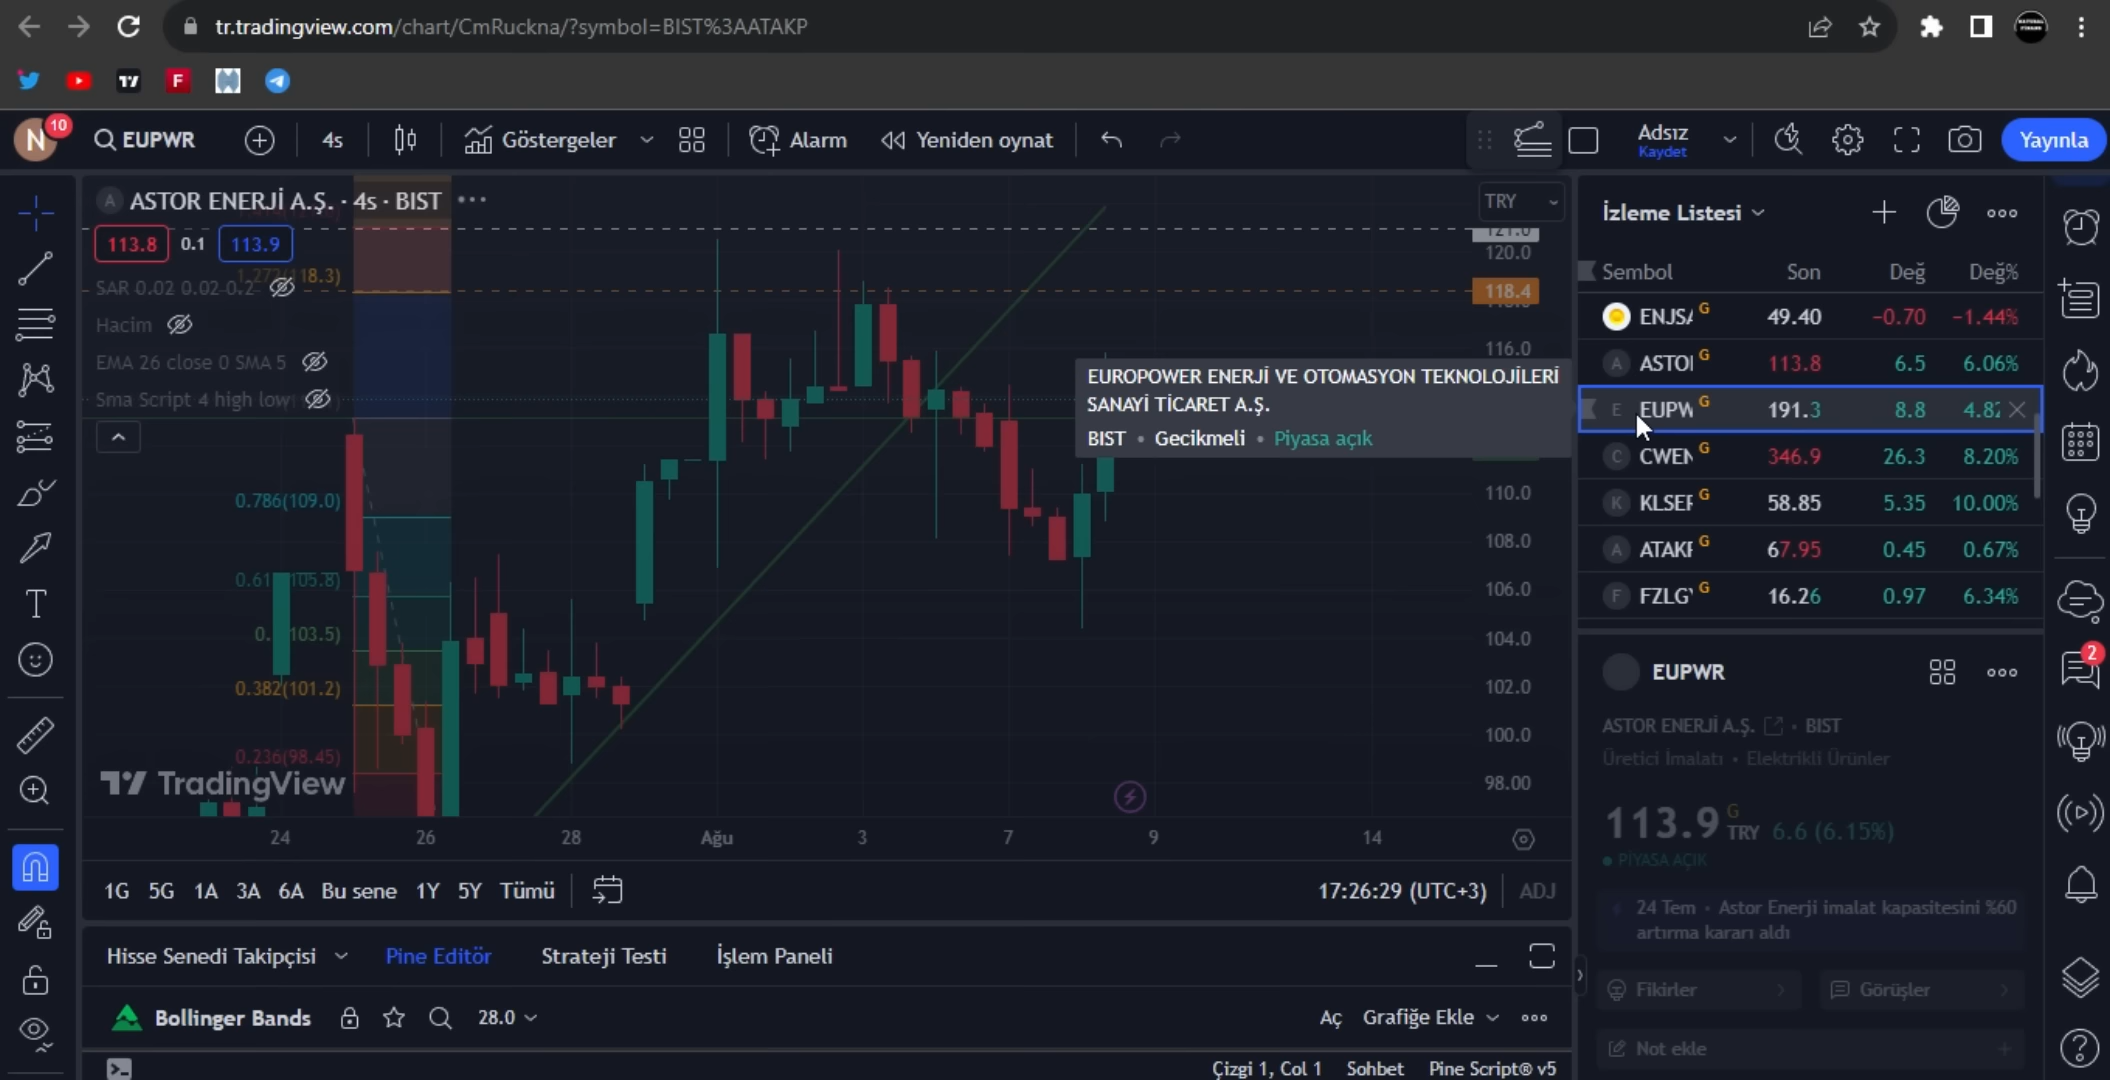 tr.tradingview.com/chart/CmRuckna/?symbol=BIST%3AATAKP
N 10 EUPWR 4s Göstergeler Alarm Yeniden oynat Adsız Kaydet Yayınla
ASTOR ENERJİ A.Ş. · 4s · BIST
TRY
113.8 0.1 113.9
121.0
120.0
1.272(118.3)
118.4
SAR 0.02 0.02 0.2
Hacim
116.0
EMA 26 close 0 SMA 5
Sma Script 4 high low
EUROPOWER ENERJİ VE OTOMASYON TEKNOLOJİLERİ
SANAYİ TİCARET A.Ş.
BIST • Gecikmeli • Piyasa açık
0.786(109.0)
110.0
108.0
106.0
104.0
0.382(101.2)
102.0
100.0
0.236(98.45)
98.00
TradingView
24 26 28 Ağu 3 7 9 14
1G 5G 1A 3A 6A Bu sene 1Y 5Y Tümü 17:26:29 (UTC+3) ADJ
Hisse Senedi Takipçisi Pine Editör Strateji Testi İşlem Paneli
Bollinger Bands 28.0 Aç Grafiğe Ekle
Çizgi 1, Col 1 Sohbet Pine Script® v5
İzleme Listesi
Sembol Son Değ Değ%
G 49.40 −0.70 −1.44%
G 113.8 6.5 6.06%
G 191.3 8.8
G 346.9 26.3 8.20%
G 58.85 5.35 10.00%
G 67.95 0.45 0.67%
G 16.26 0.97 6.34%
EUPWR
ASTOR ENERJİ A.Ş. • BIST
Üretici İmalatı • Elektrikli Ürünler
113.9 G TRY 6.6 (6.15%)
PİYASA AÇIK
24 Tem • Astor Enerji imalat kapasitesini %60
artırma kararı aldı
Fikirler Görüşler
Not ekle
2